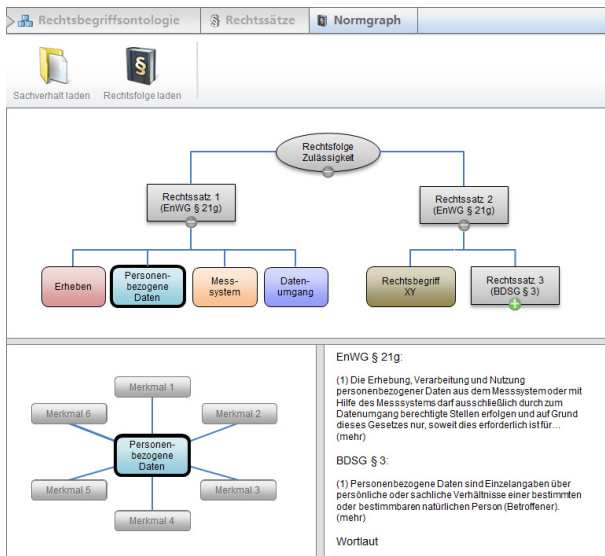 Rechtsbegriffsontologie
§ Rechtssätze
Normgraph
Sachverhalt laden
§
Rechtsfolge laden
Rechtsfolge
Zulässigkeit
Rechtssatz 1
(EnWG § 21g)
Rechtssatz 2
(EnWG § 21g)
Erheben
Personen-
bezogene
Daten
Mess-
system
Daten-
umgang
Rechtsbegriff
XY
Rechtssatz 3
(BDSG § 3)
Merkmal 1
Merkmal 6
Merkmal 2
Personen-
bezogene
Daten
Merkmal 5
Merkmal 3
Merkmal 4
EnWG § 21g:
(1) Die Erhebung, Verarbeitung und Nutzung
personenbezogener Daten aus dem Messsystem oder mit
Hilfe des Messsystems darf ausschließlich durch zum
Datenumgang berechtigte Stellen erfolgen und auf Grund
dieses Gesetzes nur, soweit dies erforderlich ist für...
(mehr)
BDSG § 3:
(1) Personenbezogene Daten sind Einzelangaben über
persönliche oder sachliche Verhältnisse einer bestimmten
oder bestimmbaren natürlichen Person (Betroffener).
(mehr)
Wortlaut